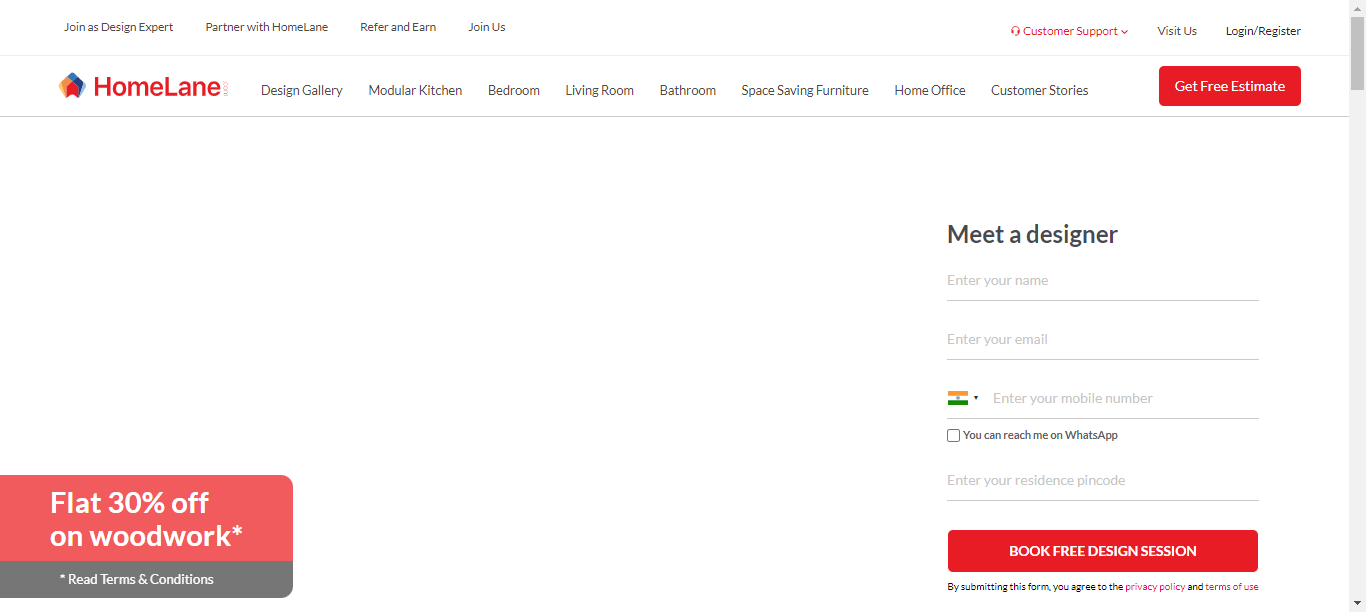 Join as Design Expert Partner with HomeLane Refer and Earn Join Us
Customer Support Visit Us Login/Register
HomeLane
Design Gallery Modular Kitchen Bedroom Living Room Bathroom Space Saving Furniture Home Office Customer Stories
Get Free Estimate
Meet a designer
Enter your name
Enter your email
Enter your mobile number
You can reach me on WhatsApp
Enter your residence pincode
BOOK FREE DESIGN SESSION
By submitting this form, you agree to the privacy policy and terms of use
Flat 30% off
on woodwork*
* Read Terms & Conditions